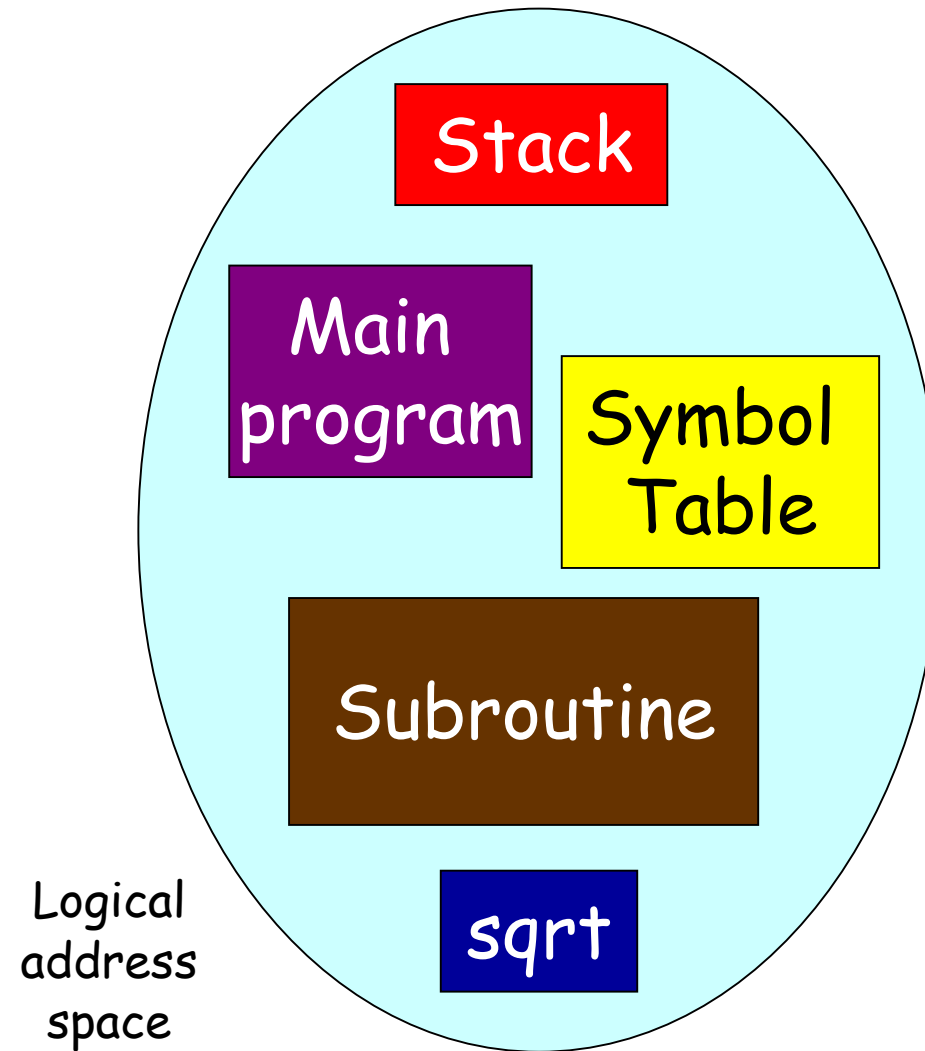 Stack
Main
program
Symbol
Table
Subroutine
sqrt
Logical
address
space